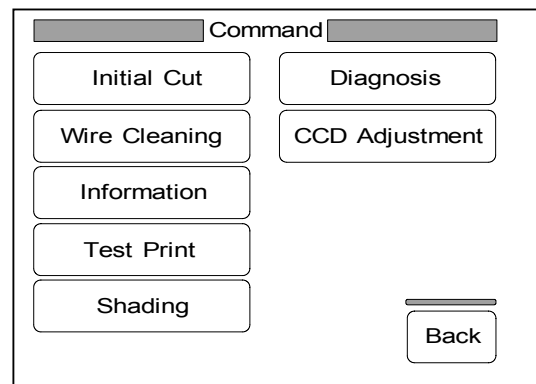 Command
Initial Cut
Diagnosis
Wire Cleaning
CCD Adjustment
Information
Test Print
Shading
Back